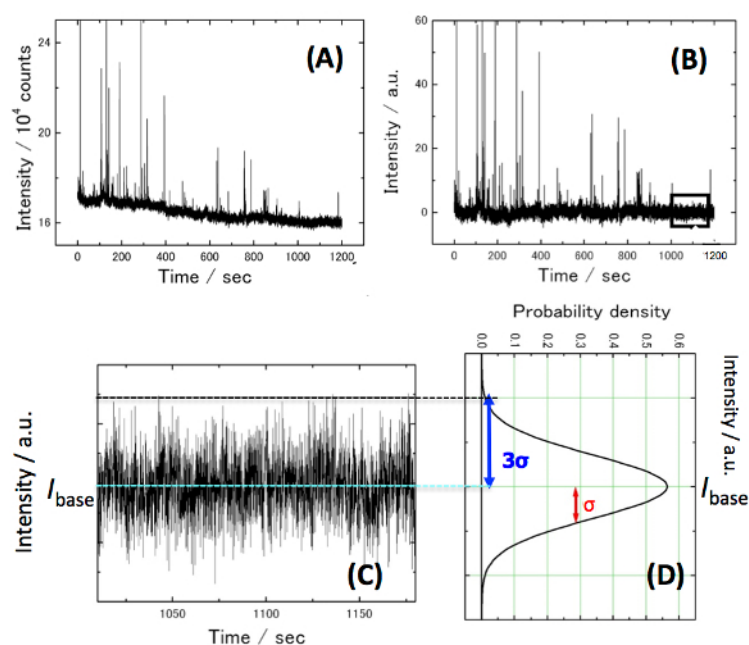 (A)
Intensity / 10⁴ counts
24
20
16
0 200 400 600 800 1000 1200
Time / sec
(B)
Intensity / a.u.
60
40
20
0
0 200 400 600 800 1000 1200
Time / sec
Probability density
0.0 0.1 0.2 0.3 0.4 0.5 0.6
Intensity / a.u.
I base
3σ
σ
I base
Intensity / a.u.
(C)
(D)
1050 1100 1150
Time / sec